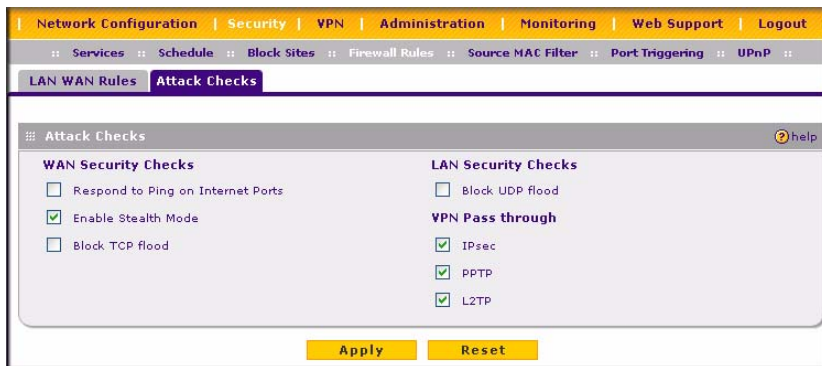 Network Configuration | Security | VPN | Administration | Monitoring | Web Support | Logout
:: Services :: Schedule :: Block Sites :: Firewall Rules :: Source MAC Filter :: Port Triggering :: UPnP ::
LAN WAN Rules Attack Checks
Attack Checks ? help
WAN Security Checks
Respond to Ping on Internet Ports
Enable Stealth Mode
Block TCP flood
LAN Security Checks
Block UDP flood
VPN Pass through
IPsec
PPTP
L2TP
Apply Reset